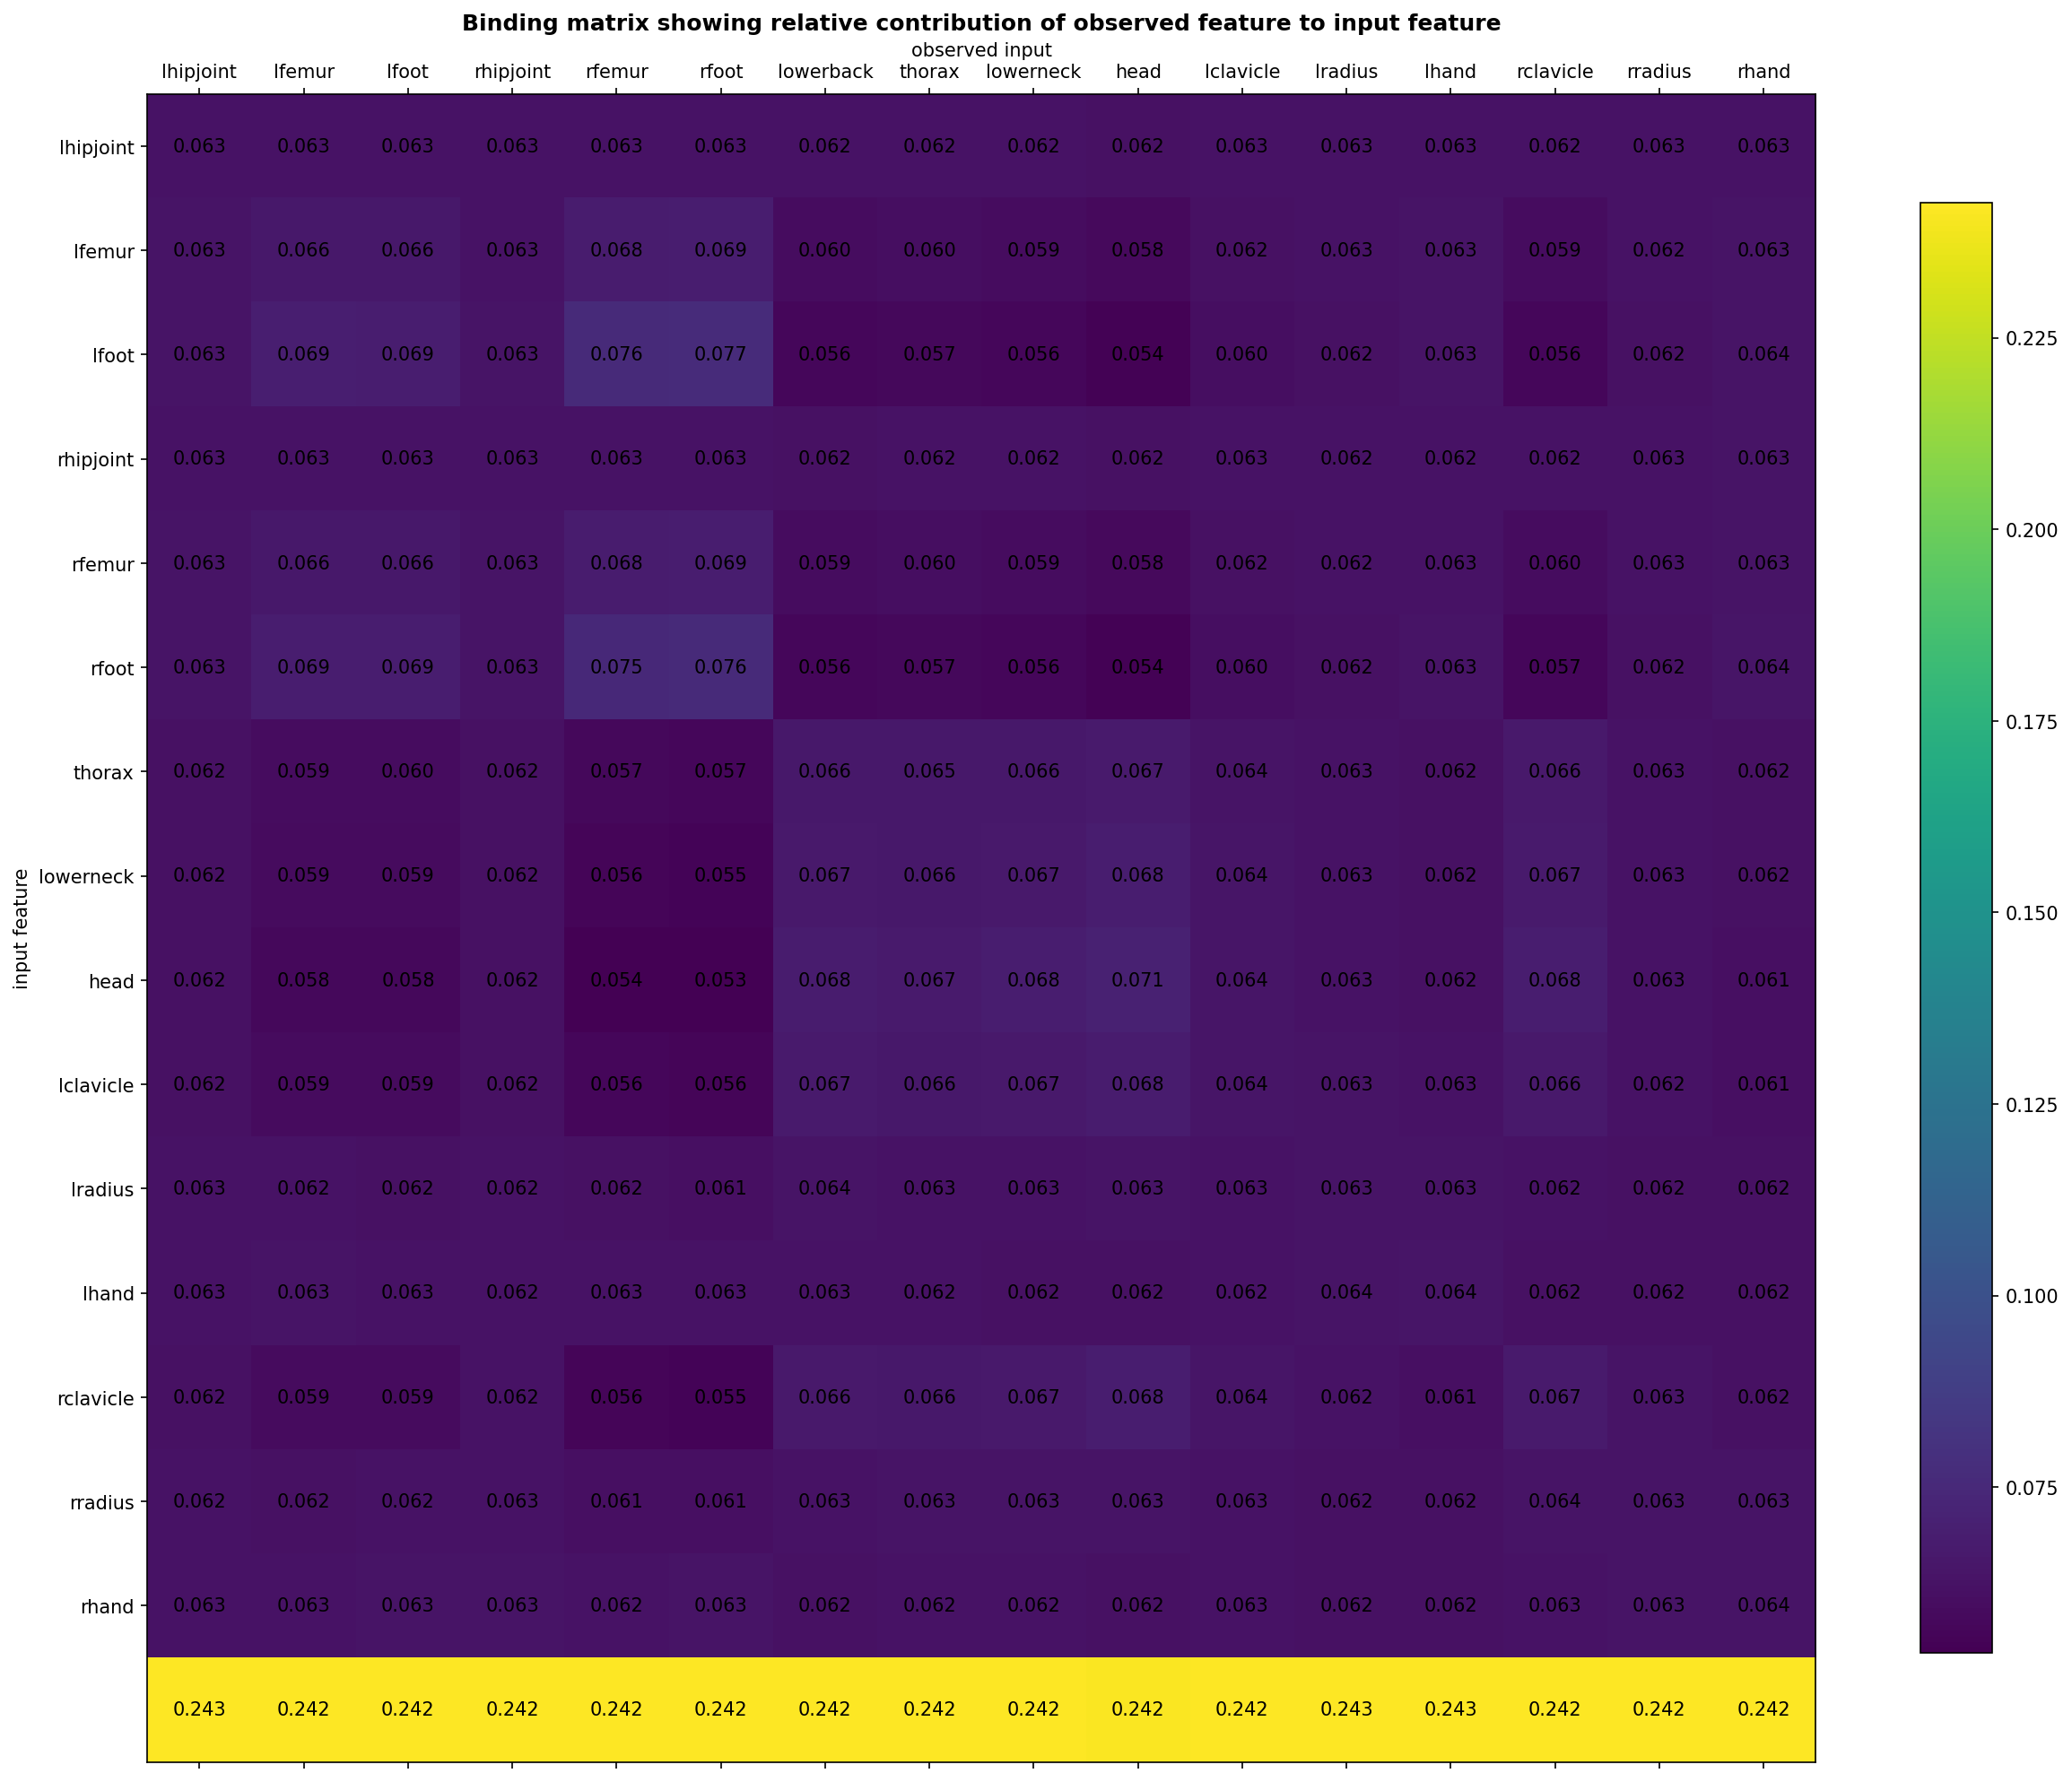 Binding matrix showing relative contribution of observed feature to input feature
observed input
lhipjoint lfemur lfoot rhipjoint rfemur rfoot lowerback thorax lowerneck head lclavicle lradius lhand rclavicle rradius rhand
lhipjoint 0.063 0.063 0.063 0.063 0.063 0.063 0.062 0.062 0.062 0.062 0.063 0.063 0.063 0.062 0.063 0.063
lfemur 0.063 0.066 0.066 0.063 0.068 0.069 0.060 0.060 0.059 0.058 0.062 0.063 0.063 0.059 0.062 0.063
lfoot 0.063 0.069 0.069 0.063 0.076 0.077 0.056 0.057 0.056 0.054 0.060 0.062 0.063 0.056 0.062 0.064
rhipjoint 0.063 0.063 0.063 0.063 0.063 0.063 0.062 0.062 0.062 0.062 0.063 0.062 0.062 0.062 0.063 0.063
rfemur 0.063 0.066 0.066 0.063 0.068 0.069 0.059 0.060 0.059 0.058 0.062 0.062 0.063 0.060 0.063 0.063
rfoot 0.063 0.069 0.069 0.063 0.075 0.076 0.056 0.057 0.056 0.054 0.060 0.062 0.063 0.057 0.062 0.064
thorax 0.062 0.059 0.060 0.062 0.057 0.057 0.066 0.065 0.066 0.067 0.064 0.063 0.062 0.066 0.063 0.062
lowerneck 0.062 0.059 0.059 0.062 0.056 0.055 0.067 0.066 0.067 0.068 0.064 0.063 0.062 0.067 0.063 0.062
input feature
head 0.062 0.058 0.058 0.062 0.054 0.053 0.068 0.067 0.068 0.071 0.064 0.063 0.062 0.068 0.063 0.061
lclavicle 0.062 0.059 0.059 0.062 0.056 0.056 0.067 0.066 0.067 0.068 0.064 0.063 0.063 0.066 0.062 0.061
lradius 0.063 0.062 0.062 0.062 0.062 0.061 0.064 0.063 0.063 0.063 0.063 0.063 0.063 0.062 0.062 0.062
lhand 0.063 0.063 0.063 0.062 0.063 0.063 0.063 0.062 0.062 0.062 0.062 0.064 0.064 0.062 0.062 0.062
rclavicle 0.062 0.059 0.059 0.062 0.056 0.055 0.066 0.066 0.067 0.068 0.064 0.062 0.061 0.067 0.063 0.062
rradius 0.062 0.062 0.062 0.063 0.061 0.061 0.063 0.063 0.063 0.063 0.063 0.062 0.062 0.064 0.063 0.063
rhand 0.063 0.063 0.063 0.063 0.062 0.063 0.062 0.062 0.062 0.062 0.063 0.062 0.062 0.063 0.063 0.064
0.243 0.242 0.242 0.242 0.242 0.242 0.242 0.242 0.242 0.242 0.242 0.243 0.243 0.242 0.242 0.242
0.225
0.200
0.175
0.150
0.125
0.100
0.075